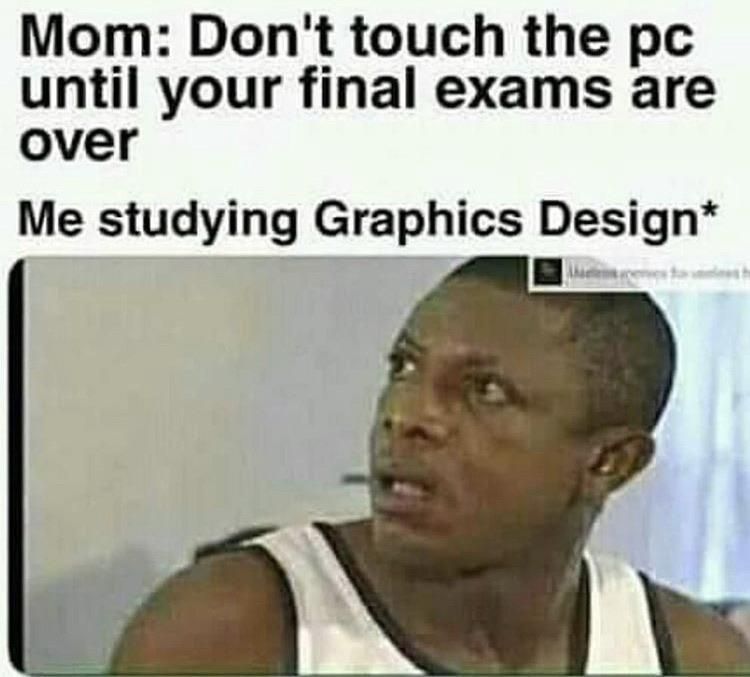 Mom: Don't touch the pc
until your final exams are
over
Me studying Graphics Design*